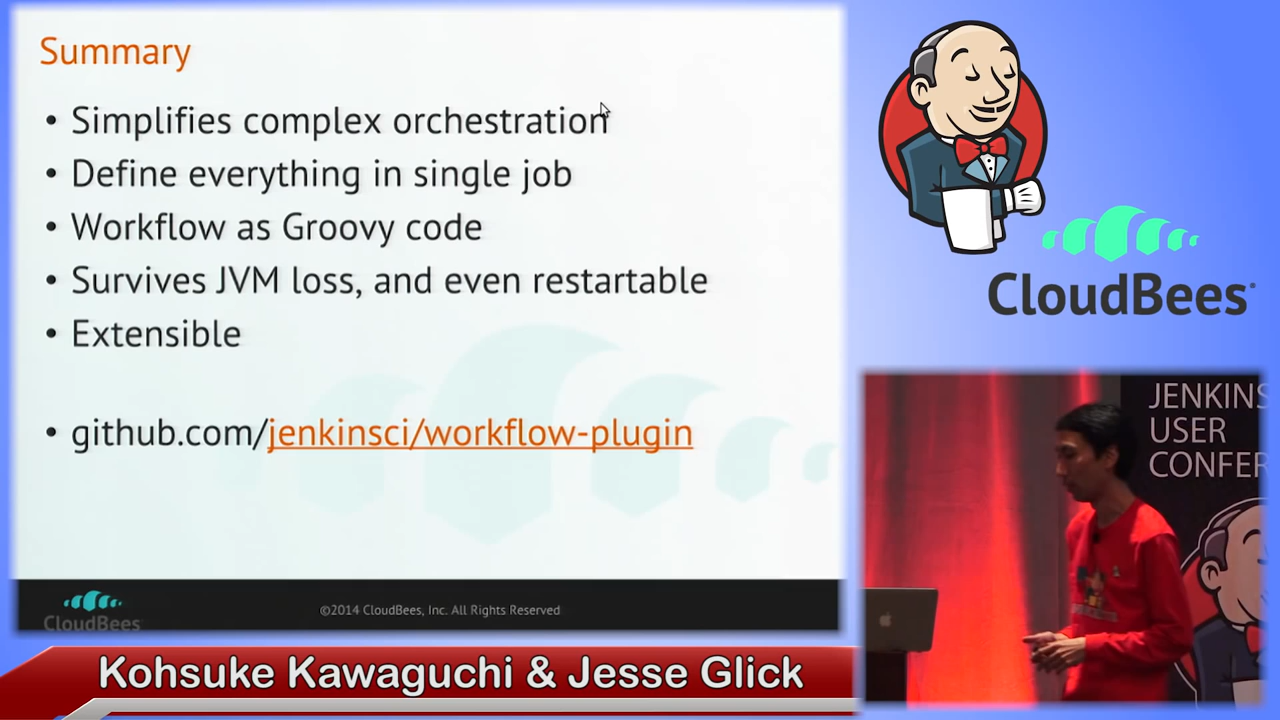 Summary
• Simplifies complex orchestration
• Define everything in single job
• Workflow as Groovy code
• Survives JVM loss, and even restartable
• Extensible
• github.com/jenkinsci/workflow-plugin
CloudBees
©2014 CloudBees, Inc. All Rights Reserved
CloudBees
JENKINS
USER
CONFER
Kohsuke Kawaguchi & Jesse Glick